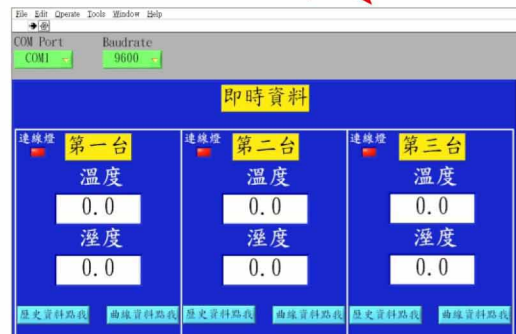 File Edit Operate Tools Window Help
COM Port Baudrate
COM1 9600
即時資料
連線燈 第一台 連線燈 第二台 連線燈 第三台
溫度 溫度 溫度
0.0 0.0 0.0
溼度 溼度 溼度
0.0 0.0 0.0
歷史資料點我 曲線資料點我 歷史資料點我 曲線資料點我 歷史資料點我 曲線資料點我